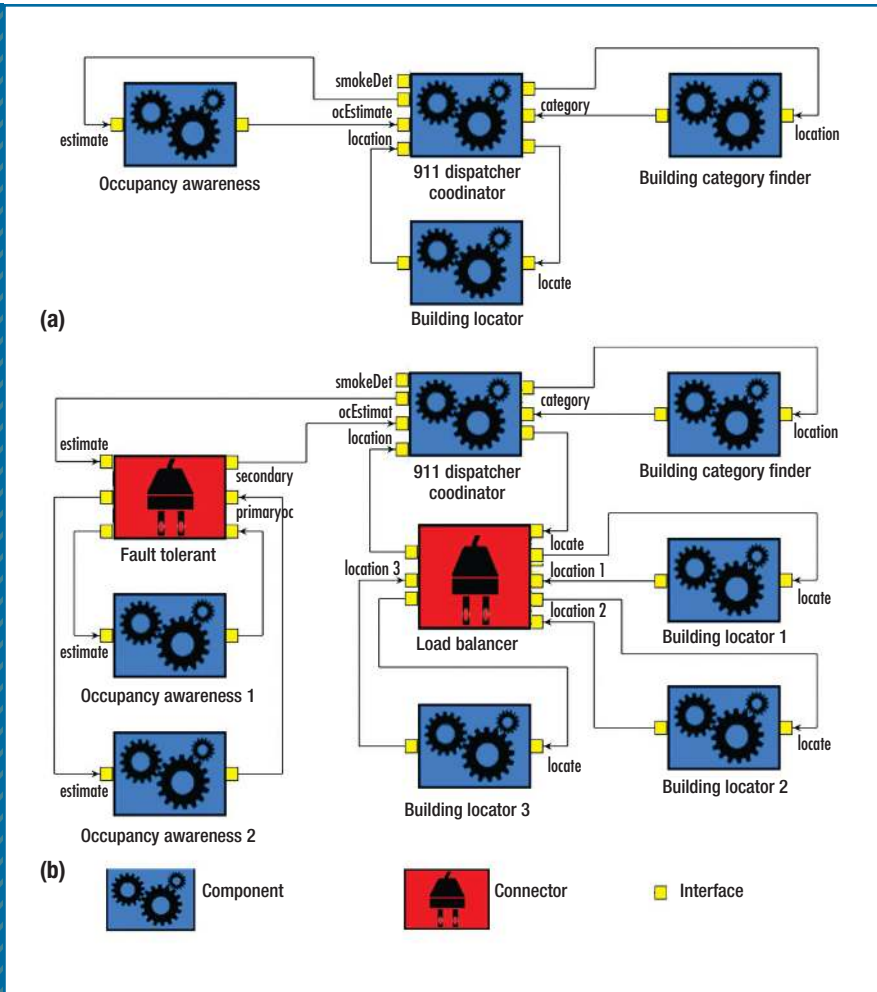 smokeDet
ocEstimate
category
estimate
location
location
Occupancy awareness
911 dispatcher
coodinator
Building category finder
locate
Building locator
(a)
smokeDet
ocEstimat
category
estimate
location
location
secondary
911 dispatcher
coodinator
Building category finder
primaryoc
Fault tolerant
locate
location 3
location 1
locate
location 2
Building locator 1
Load balancer
estimate
Occupancy awareness 1
locate
locate
estimate
Building locator 2
Building locator 3
Occupancy awareness 2
(b)
Component
Connector
Interface